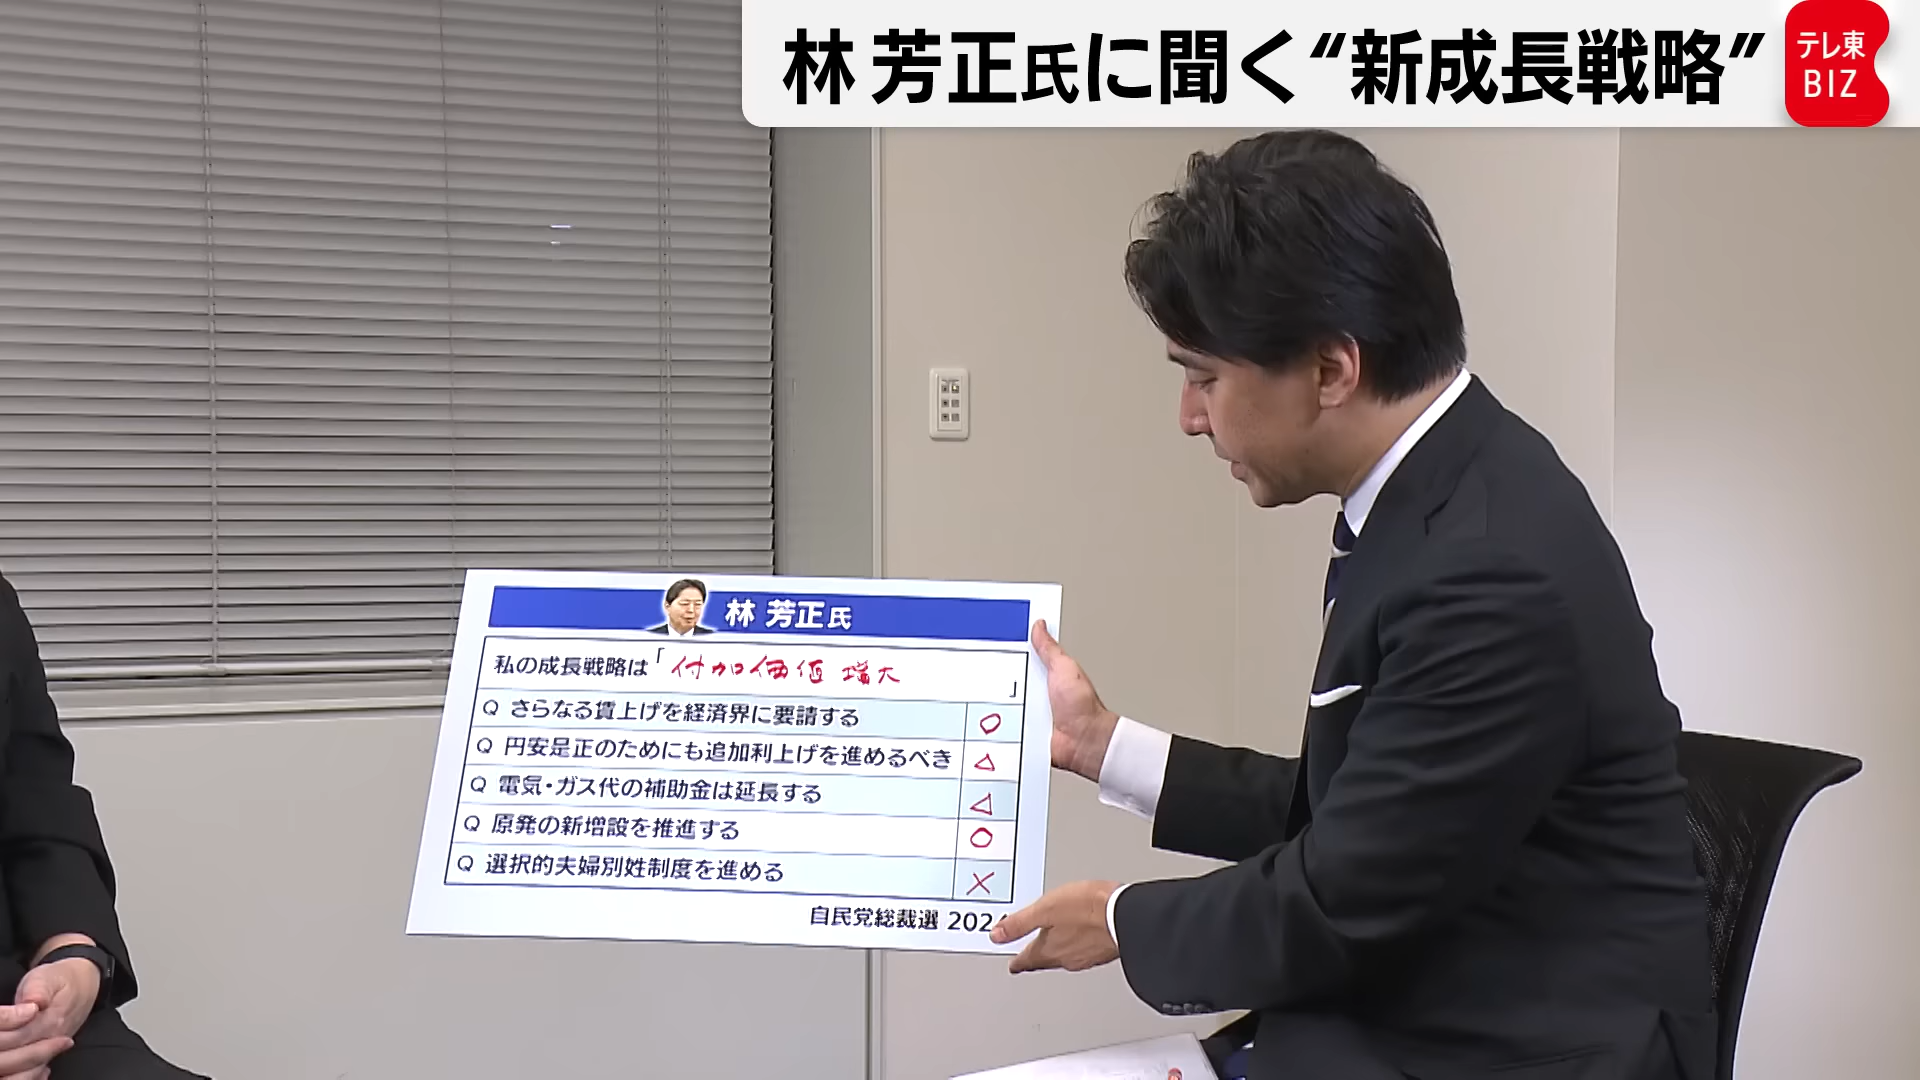 林 芳正氏に聞く“新成長戦略”
テレ東
BIZ
林 芳正氏
私の成長戦略は「付加価値 増大」
Q さらなる賃上げを経済界に要請する ○
Q 円安是正のためにも追加利上げを進めるべき △
Q 電気・ガス代の補助金は延長する △
Q 原発の新増設を推進する ○
Q 選択的夫婦別姓制度を進める ×
自民党総裁選 2024